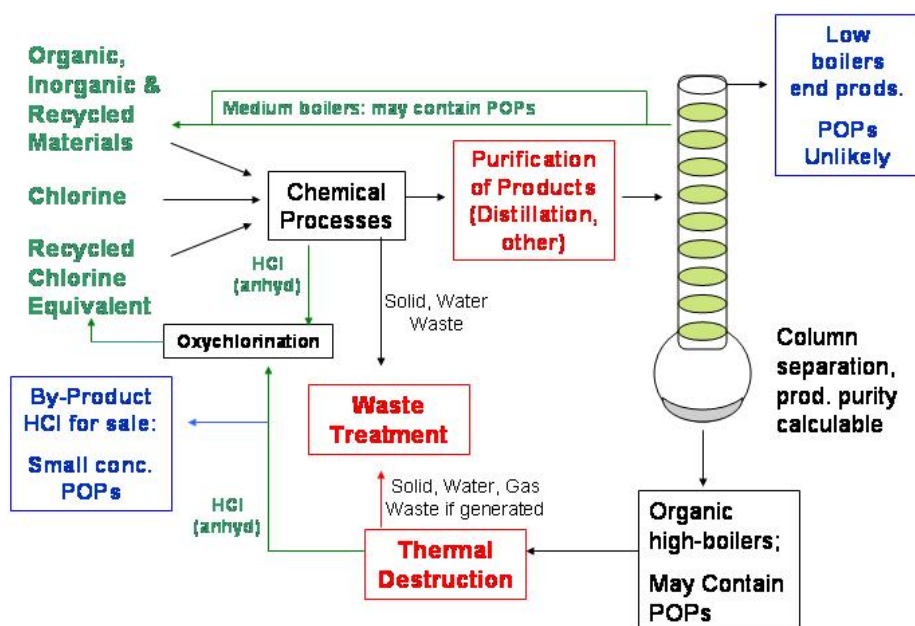 Organic,
Inorganic &
Recycled
Materials
Medium boilers: may contain POPs
Low
boilers
end prods.
POPs
Unlikely
Chlorine
Chemical
Processes
Purification
of Products
(Distillation,
other)
Recycled
Chlorine
Equivalent
HCl
(anhyd)
Solid, Water
Waste
Oxychlorination
Column
separation,
prod. purity
calculable
By-Product
HCl for sale:
Small conc.
POPs
Waste
Treatment
HCl
(anhyd)
Solid, Water, Gas
Waste if generated
Thermal
Destruction
Organic
high-boilers;
May Contain
POPs